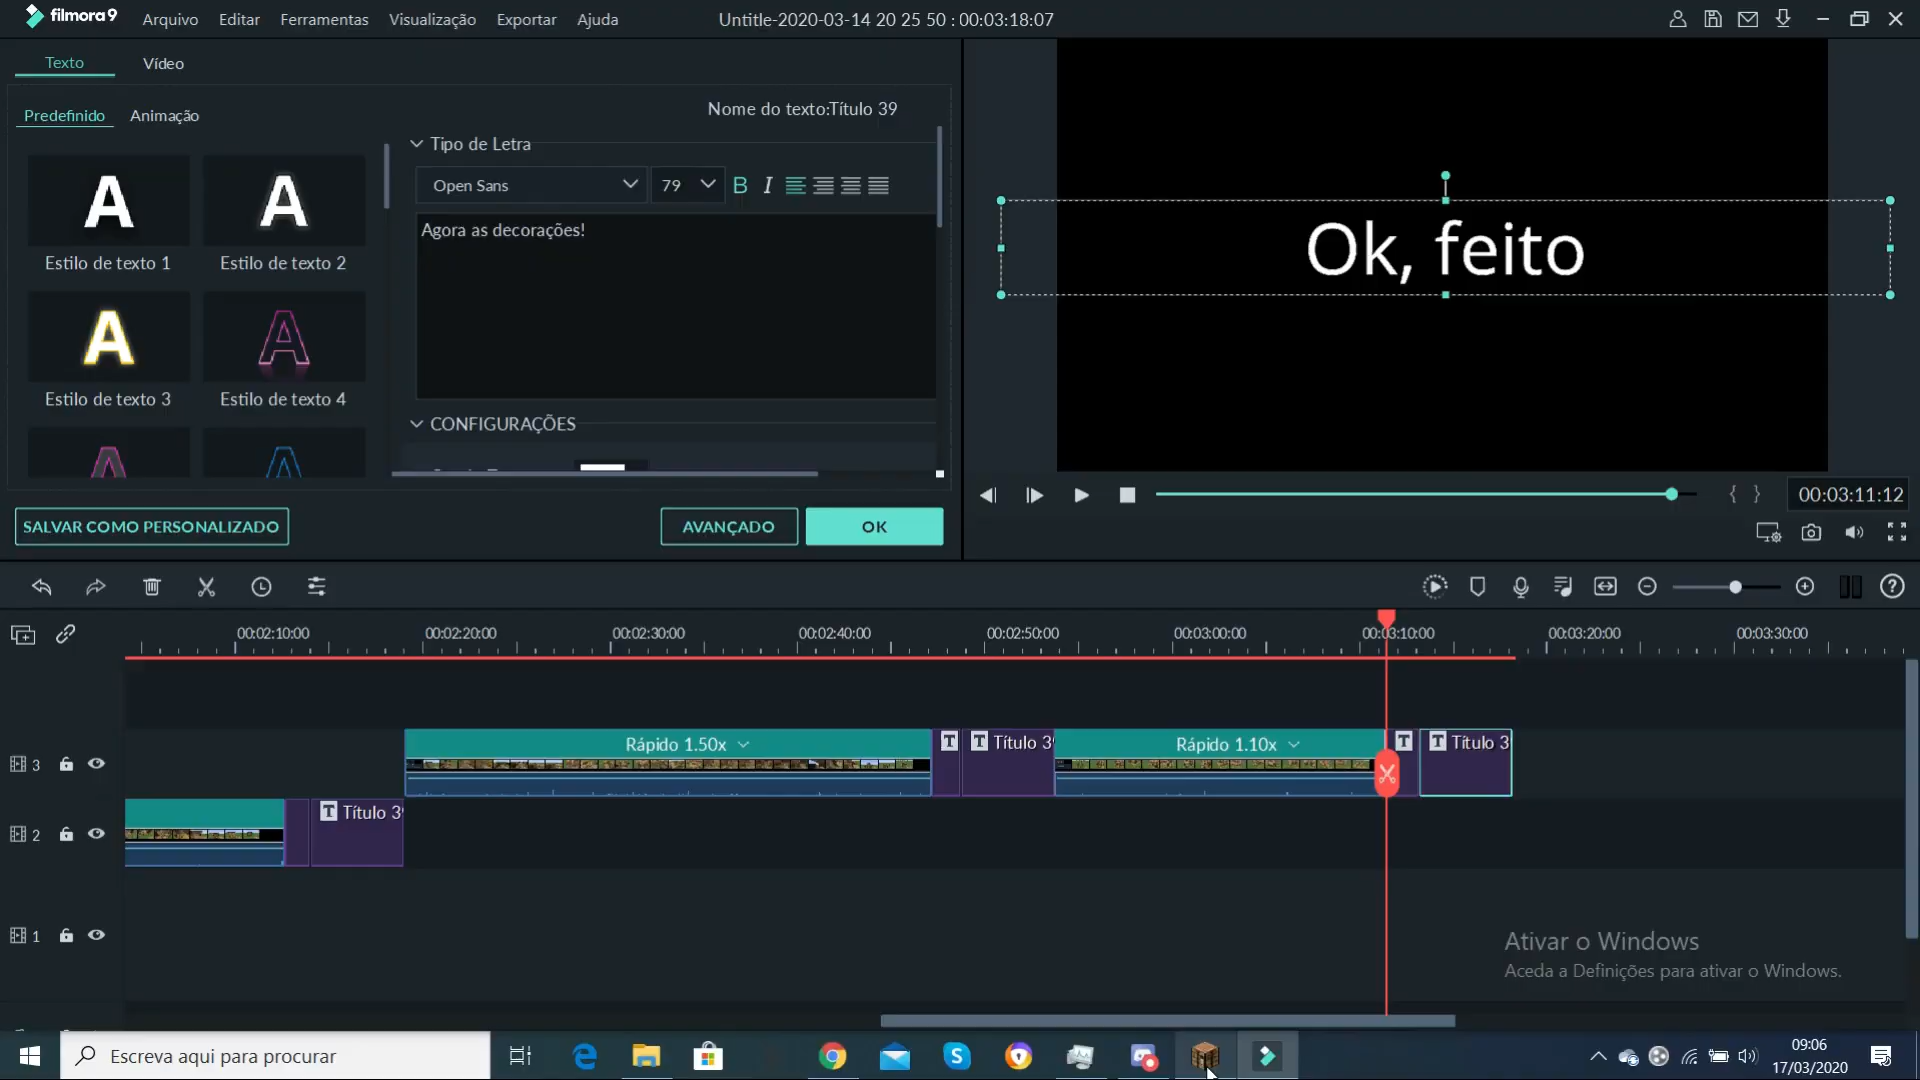 filmora9
Arquivo Editar Ferramentas Visualização Exportar Ajuda
Untitle-2020-03-14 20 25 50 : 00:03:18:07
Texto Vídeo
Predefinido Animação
Nome do texto:Título 39
Tipo de Letra
Open Sans 79 B I
Agora as decorações!
A A
Estilo de texto 1 Estilo de texto 2
A A
Estilo de texto 3 Estilo de texto 4
A A
CONFIGURAÇÕES
SALVAR COMO PERSONALIZADO AVANÇADO OK
Ok, feito
{ } 00:03:11:12
00:02:10:00 00:02:20:00 00:02:30:00 00:02:40:00 00:02:50:00 00:03:00:00 00:03:10:00 00:03:20:00 00:03:30:00
3 Rápido 1.50x T T Título 39 Rápido 1.10x T T Título 3
2 T Título 39
1
Ativar o Windows
Aceda a Definições para ativar o Windows.
Escreva aqui para procurar
09:06
17/03/2020